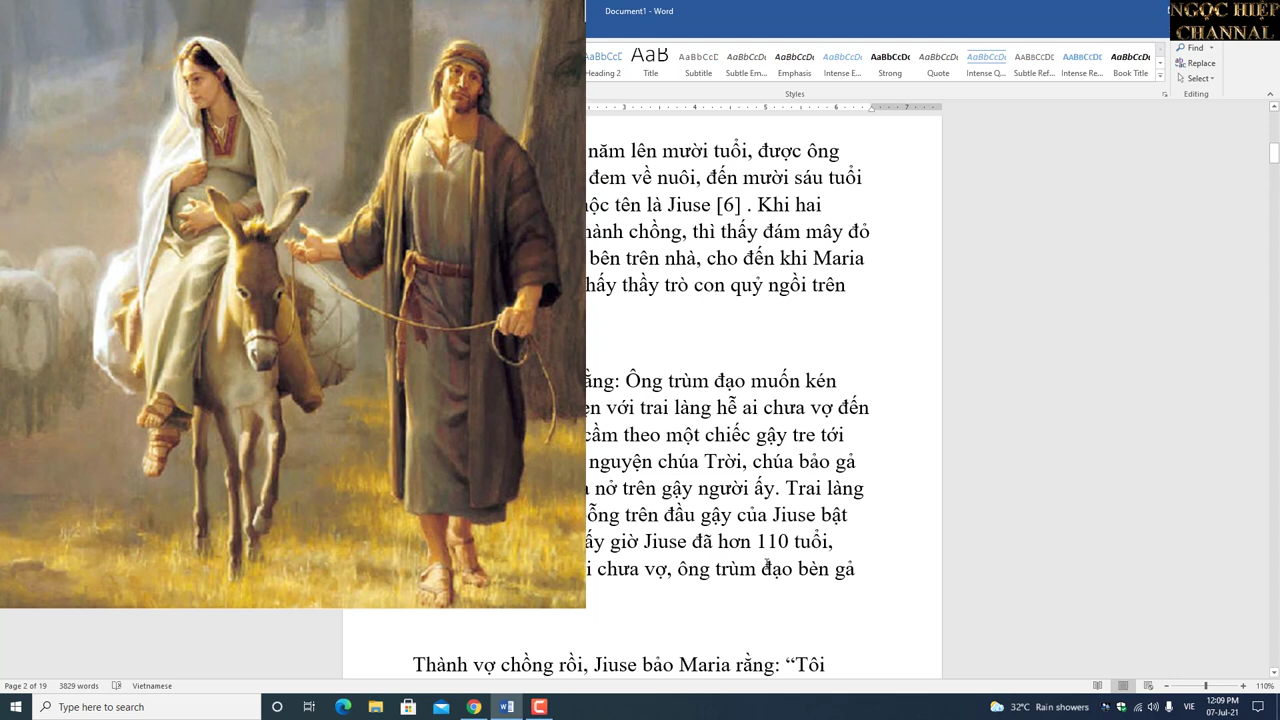 Document1 - Word
NGỌC HIỆP
CHANNAL
Heading 2
Title
Subtitle
Subtle Em...
Emphasis
Intense E...
Strong
Quote
Intense Q...
Subtle Ref...
Intense Re...
Book Title
Styles
Find
Replace
Select
Editing
3 4 5 6 7
năm lên mười tuổi, được ông
đem về nuôi, đến mười sáu tuổi
tên là Jiuse [6] . Khi hai
chồng, thì thấy đám mây đỏ
bên trên nhà, cho đến khi Maria
thầy trò con quỷ ngồi trên
Ông trùm đạo muốn kén
với trai làng hễ ai chưa vợ đến
cầm theo một chiếc gậy tre tới
nguyện chúa Trời, chúa bảo gả
nở trên gậy người ấy. Trai làng
trên đầu gậy của Jiuse bật
giờ Jiuse đã hơn 110 tuổi,
chưa vợ, ông trùm đạo bèn gả
Thành vợ chồng rồi, Jiuse bảo Maria rằng: “Tôi
Page 2 of 19
3829 words
Vietnamese
110%
Type here to search
32°C Rain showers
VIE
12:09 PM
07-Jul-21